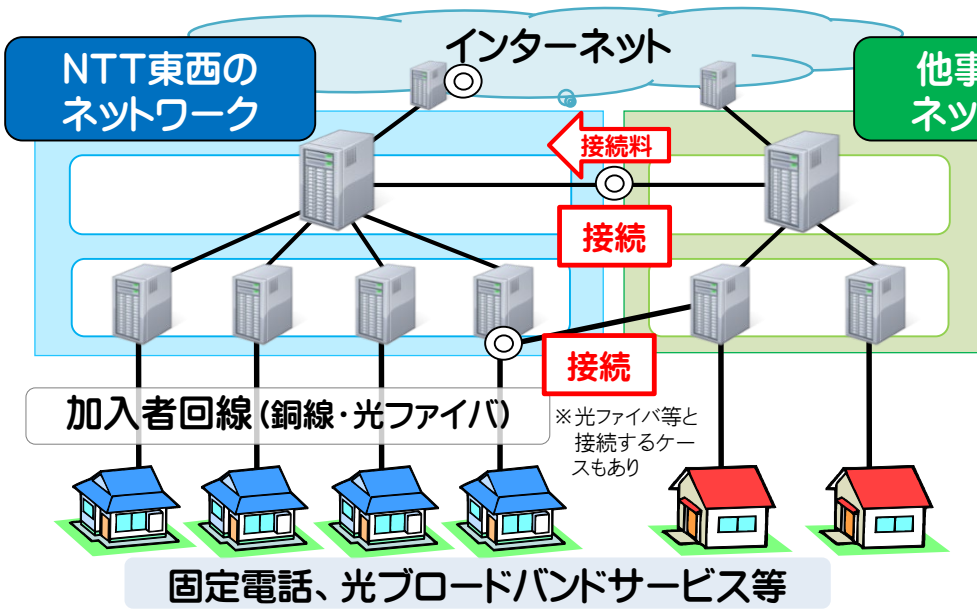 インターネット
NTT東西の
ネットワーク
他事
ネッ
接続料
接続
接続
加入者回線(銅線・光ファイバ)
※光ファイバ等と
接続するケー
スもあり
固定電話、光ブロードバンドサービス等